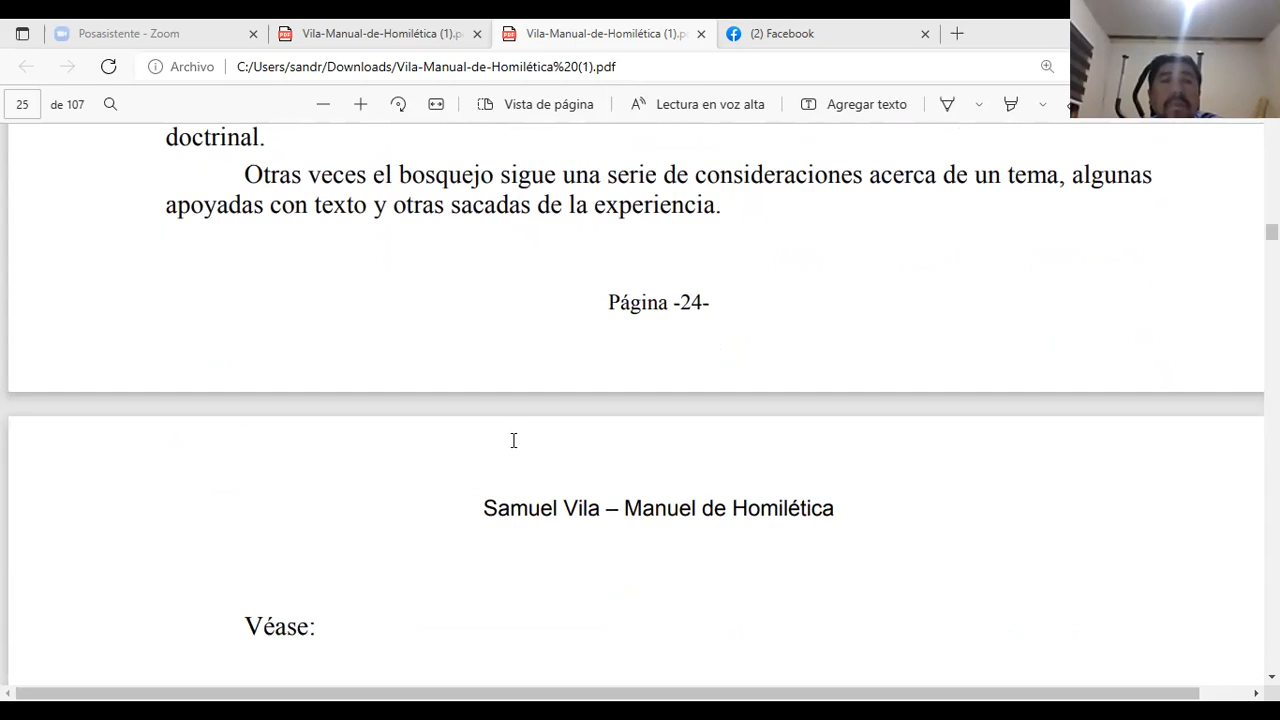 Posasistente - Zoom
Vila-Manual-de-Homilética (1).p
Vila-Manual-de-Homilética (1).p
(2) Facebook
Archivo
C:/Users/sandr/Downloads/Vila-Manual-de-Homilética%20(1).pdf
25 de 107
Vista de página
Lectura en voz alta
Agregar texto
doctrinal.
Otras veces el bosquejo sigue una serie de consideraciones acerca de un tema, algunas
apoyadas con texto y otras sacadas de la experiencia.
Página -24-
Samuel Vila – Manuel de Homilética
Véase: